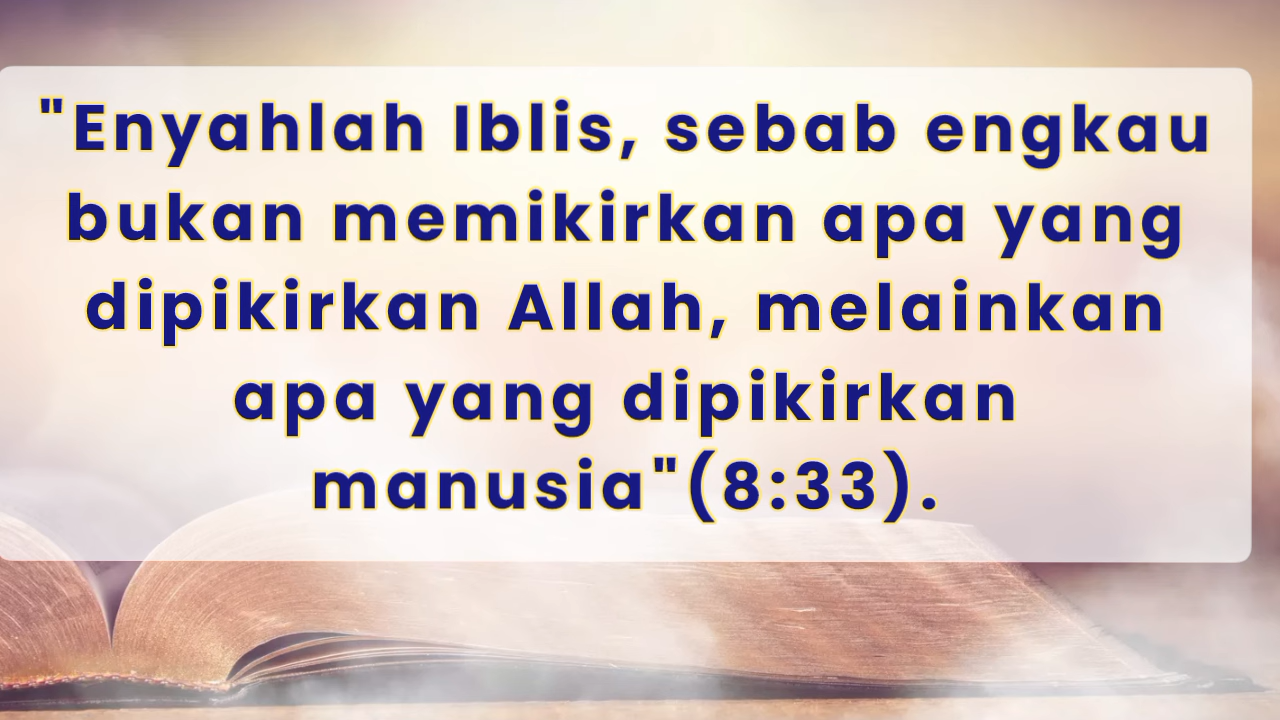 "Enyahlah Iblis, sebab engkau
bukan memikirkan apa yang
dipikirkan Allah, melainkan
apa yang dipikirkan
manusia"(8:33).